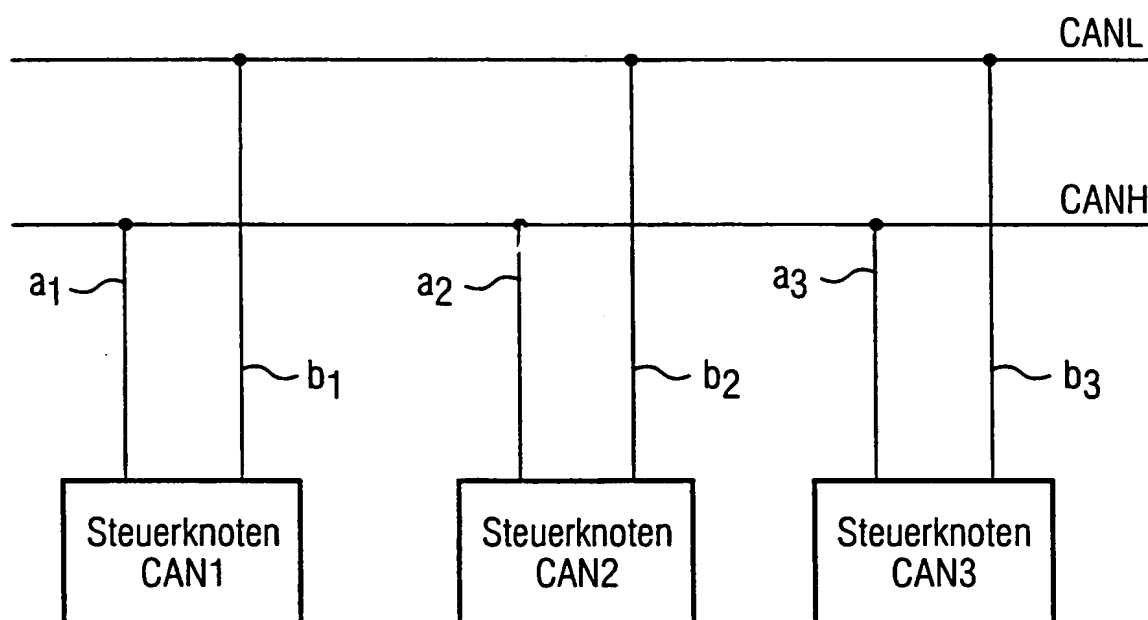 CANL
CANH
a1
a2
a3
b1
b2
b3
Steuerknoten
CAN1
Steuerknoten
CAN2
Steuerknoten
CAN3